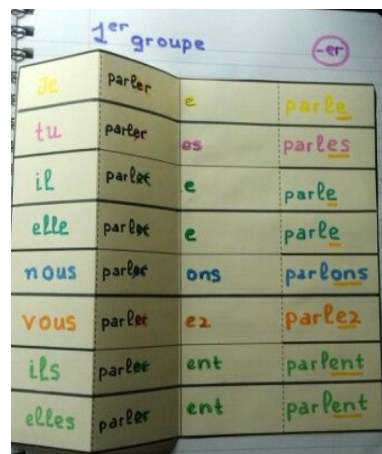 1er groupe
-er
Je parler e parle
tu parler es parles
il parler e parle
elle parler e parle
nous parler ons parlons
vous parler ez parlez
ils parler ent parlent
elles parler ent parlent